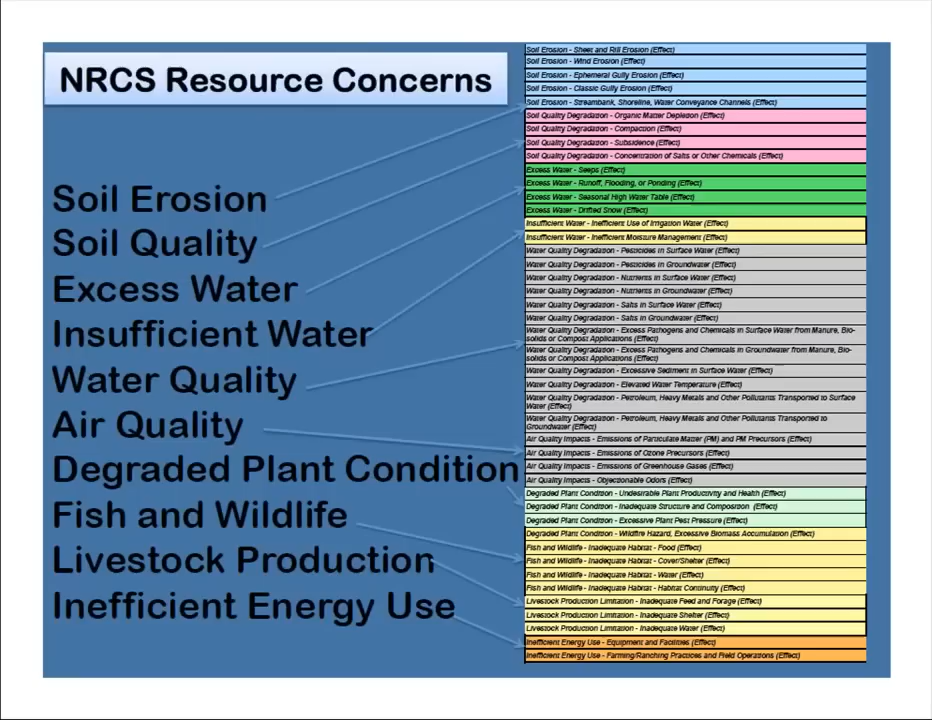 NRCS Resource Concerns
Soil Erosion
Soil Quality
Excess Water
Insufficient Water
Water Quality
Air Quality
Degraded Plant Condition
Fish and Wildlife
Livestock Production
Inefficient Energy Use
Soil Erosion - Sheet and Rill Erosion (Effect)
Soil Erosion - Wind Erosion (Effect)
Soil Erosion - Ephemeral Gully Erosion (Effect)
Soil Erosion - Classic Gully Erosion (Effect)
Soil Erosion - Streambank, Shoreline, Water Conveyance Channels (Effect)
Soil Quality Degradation - Organic Matter Depletion (Effect)
Soil Quality Degradation - Compaction (Effect)
Soil Quality Degradation - Subsidence (Effect)
Soil Quality Degradation - Concentration of Salts or Other Chemicals (Effect)
Excess Water - Seeps (Effect)
Excess Water - Runoff, Flooding, or Ponding (Effect)
Excess Water - Seasonal High Water Table (Effect)
Excess Water - Drifted Snow (Effect)
Insufficient Water - Inefficient Use of Irrigation Water (Effect)
Insufficient Water - Inefficient Moisture Management (Effect)
Water Quality Degradation - Pesticides in Surface Water (Effect)
Water Quality Degradation - Pesticides in Groundwater (Effect)
Water Quality Degradation - Nutrients in Surface Water (Effect)
Water Quality Degradation - Nutrients in Groundwater (Effect)
Water Quality Degradation - Salts in Surface Water (Effect)
Water Quality Degradation - Salts in Groundwater (Effect)
Water Quality Degradation - Excess Pathogens and Chemicals in Surface Water from Manure, Bio-
solids or Compost Applications (Effect)
Water Quality Degradation - Excess Pathogens and Chemicals in Groundwater from Manure, Bio-
solids or Compost Applications (Effect)
Water Quality Degradation - Excessive Sediment in Surface Water (Effect)
Water Quality Degradation - Elevated Water Temperature (Effect)
Water Quality Degradation - Petroleum, Heavy Metals and Other Pollutants Transported to Surface
Water (Effect)
Water Quality Degradation - Petroleum, Heavy Metals and Other Pollutants Transported to
Groundwater (Effect)
Air Quality Impacts - Emissions of Particulate Matter (PM) and PM Precursors (Effect)
Air Quality Impacts - Emissions of Ozone Precursors (Effect)
Air Quality Impacts - Emissions of Greenhouse Gases (Effect)
Air Quality Impacts - Objectionable Odors (Effect)
Degraded Plant Condition - Undesirable Plant Productivity and Health (Effect)
Degraded Plant Condition - Inadequate Structure and Composition (Effect)
Degraded Plant Condition - Excessive Plant Pest Pressure (Effect)
Degraded Plant Condition - Wildfire Hazard, Excessive Biomass Accumulation (Effect)
Fish and Wildlife - Inadequate Habitat - Food (Effect)
Fish and Wildlife - Inadequate Habitat - Cover/Shelter (Effect)
Fish and Wildlife - Inadequate Habitat - Water (Effect)
Fish and Wildlife - Inadequate Habitat - Habitat Continuity (Effect)
Livestock Production Limitation - Inadequate Feed and Forage (Effect)
Livestock Production Limitation - Inadequate Shelter (Effect)
Livestock Production Limitation - Inadequate Water (Effect)
Inefficient Energy Use - Equipment and Facilities (Effect)
Inefficient Energy Use - Farming/Ranching Practices and Field Operations (Effect)